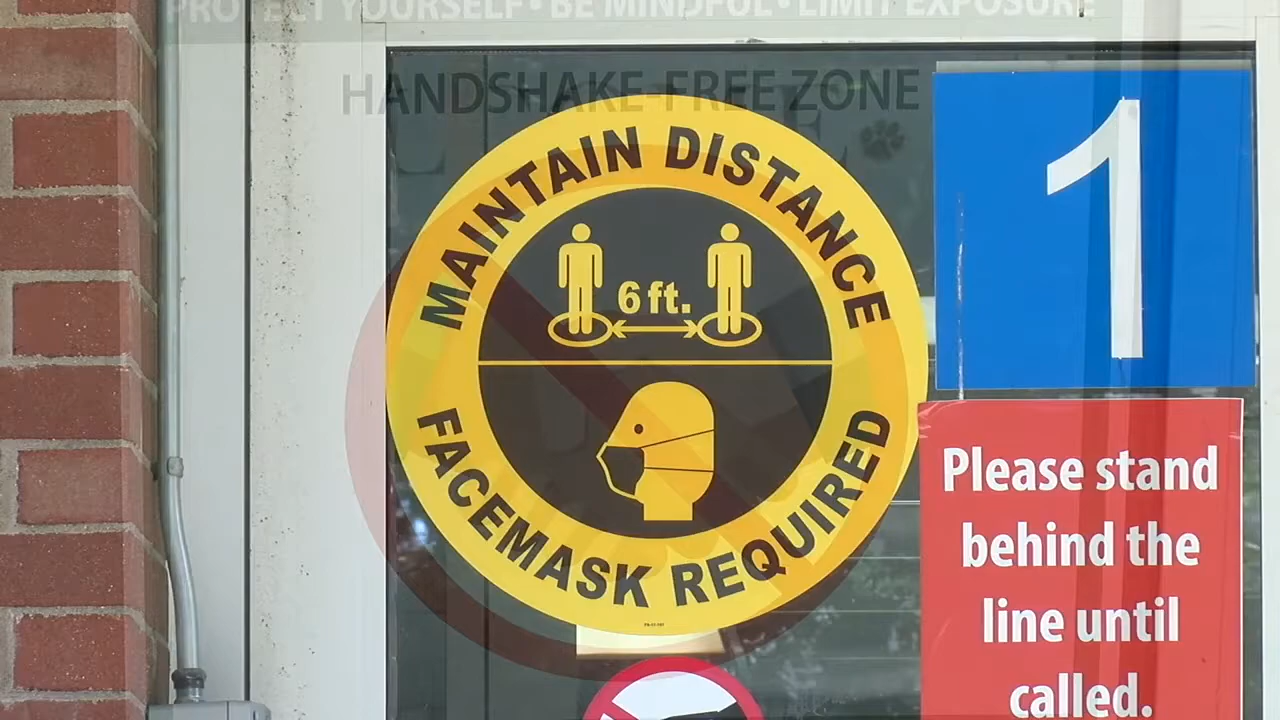 PROTECT YOURSELF • BE MINDFUL • LIMIT EXPOSURE
HANDSHAKE-FREE ZONE
MAINTAIN DISTANCE
6 ft.
FACEMASK REQUIRED
1
Please stand
behind the
line until
called.